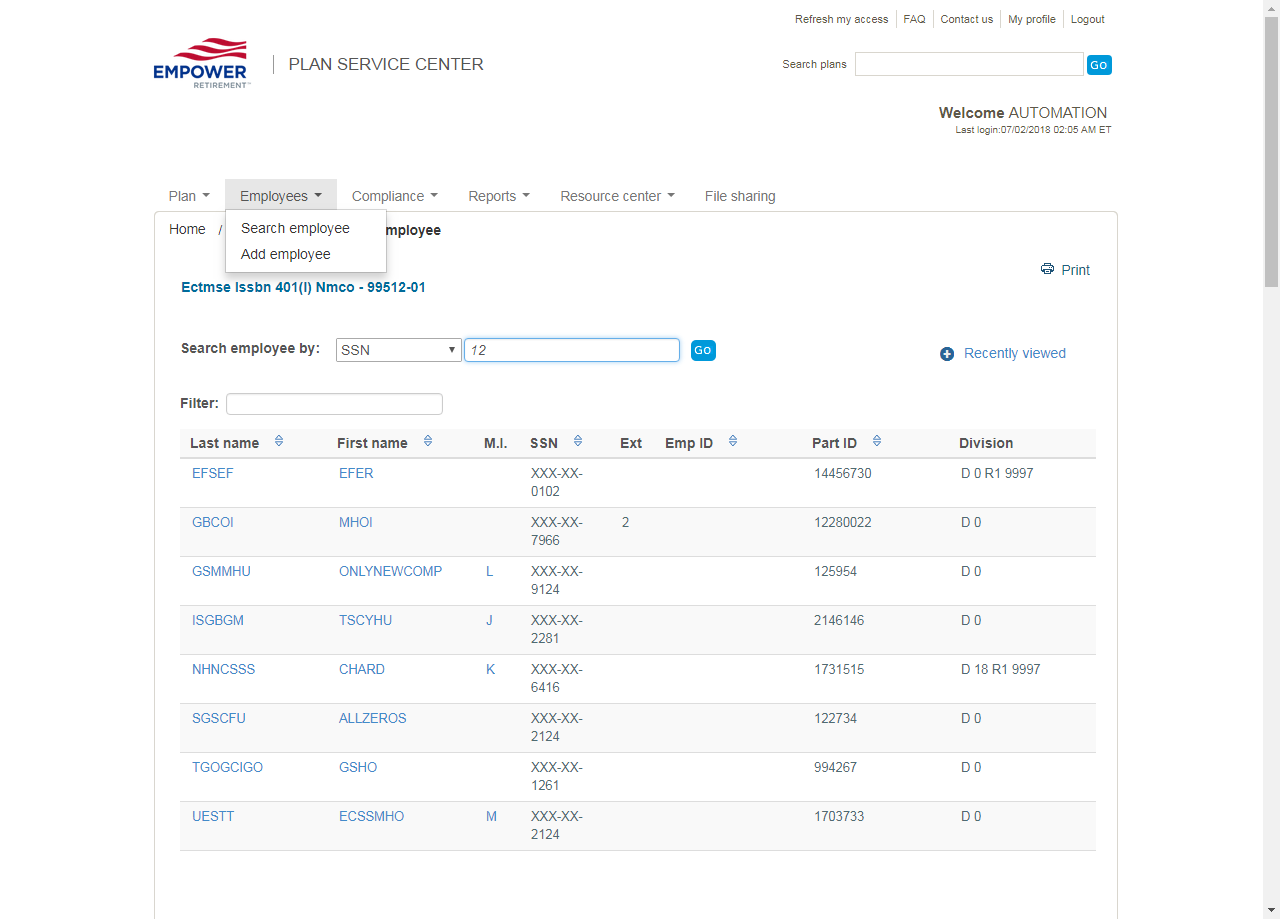 Refresh my access FAQ Contact us My profile Logout
EMPOWER
RETIREMENT™
PLAN SERVICE CENTER
Search plans GO
Welcome AUTOMATION
Last login:07/02/2018 02:05 AM ET
Plan Employees Compliance Reports Resource center File sharing
Home / mployee
Search employee
Add employee
Print
Ectmse Issbn 401(I) Nmco - 99512-01
Search employee by: SSN 12 GO
Recently viewed
Filter:
Last name First name M.I. SSN Ext Emp ID Part ID Division
EFSEF EFER XXX-XX-0102 14456730 D 0 R1 9997
GBCOI MHOI XXX-XX-7966 2 12280022 D 0
GSMMHU ONLYNEWCOMP L XXX-XX-9124 125954 D 0
ISGBGM TSCYHU J XXX-XX-2281 2146146 D 0
NHNCSSS CHARD K XXX-XX-6416 1731515 D 18 R1 9997
SGSCFU ALLZEROS XXX-XX-2124 122734 D 0
TGOGCIGO GSHO XXX-XX-1261 994267 D 0
UESTT ECSSMHO M XXX-XX-2124 1703733 D 0